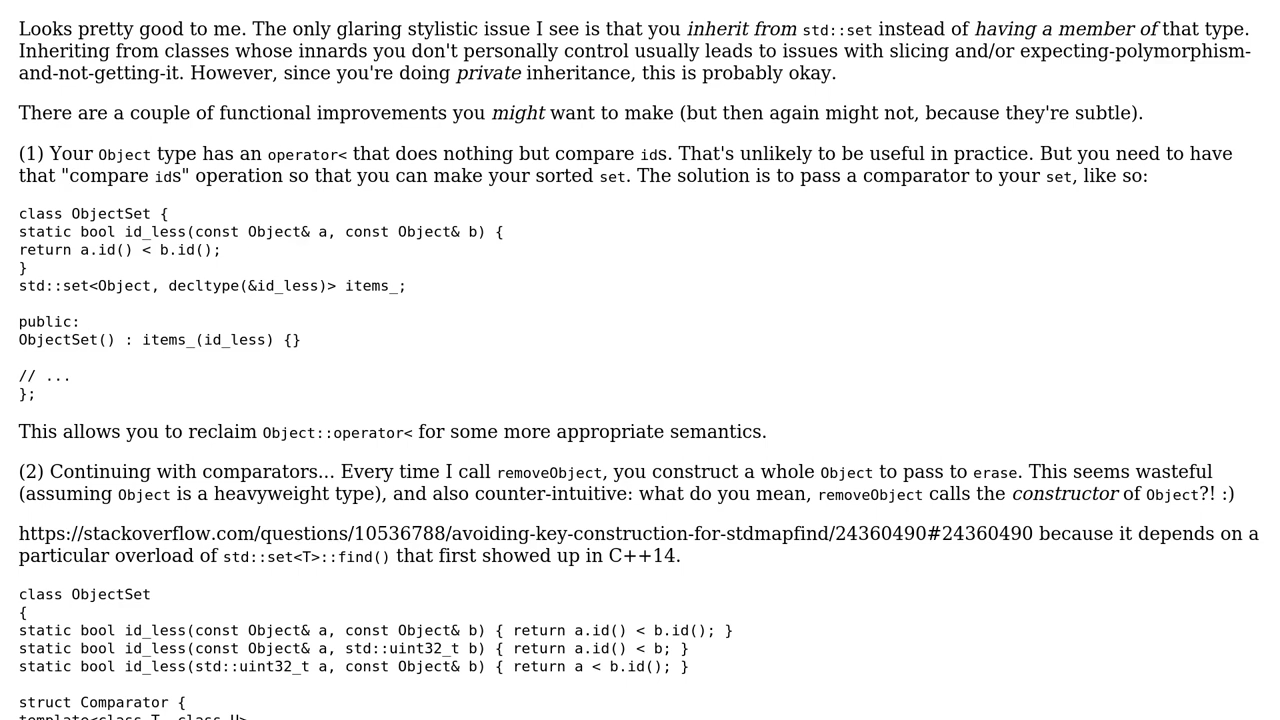 Looks pretty good to me. The only glaring stylistic issue I see is that you inherit from std::set instead of having a member of that type.
Inheriting from classes whose innards you don't personally control usually leads to issues with slicing and/or expecting-polymorphism-
and-not-getting-it. However, since you're doing private inheritance, this is probably okay.
There are a couple of functional improvements you might want to make (but then again might not, because they're subtle).
(1) Your Object type has an operator< that does nothing but compare ids. That's unlikely to be useful in practice. But you need to have
that "compare ids" operation so that you can make your sorted set. The solution is to pass a comparator to your set, like so:
class ObjectSet {
static bool id_less(const Object& a, const Object& b) {
return a.id() < b.id();
}
std::set<Object, decltype(&id_less)> items_;
public:
ObjectSet() : items_(id_less) {}
// ...
};
This allows you to reclaim Object::operator< for some more appropriate semantics.
(2) Continuing with comparators... Every time I call removeObject, you construct a whole Object to pass to erase. This seems wasteful
(assuming Object is a heavyweight type), and also counter-intuitive: what do you mean, removeObject calls the constructor of Object?! :)
https://stackoverflow.com/questions/10536788/avoiding-key-construction-for-stdmapfind/24360490#24360490 because it depends on a
particular overload of std::set<T>::find() that first showed up in C++14.
class ObjectSet
{
static bool id_less(const Object& a, const Object& b) { return a.id() < b.id(); }
static bool id_less(const Object& a, std::uint32_t b) { return a.id() < b; }
static bool id_less(std::uint32_t a, const Object& b) { return a < b.id(); }
struct Comparator {
template<class T, class U>